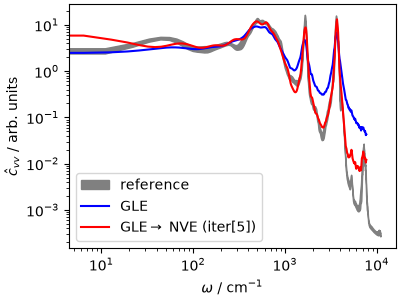 10¹
10⁰
10⁻¹
10⁻²
10⁻³
ĉᵥᵥ / arb. units
reference
GLE
GLE → NVE (iter[5])
10¹
10²
10³
10⁴
ω / cm⁻¹